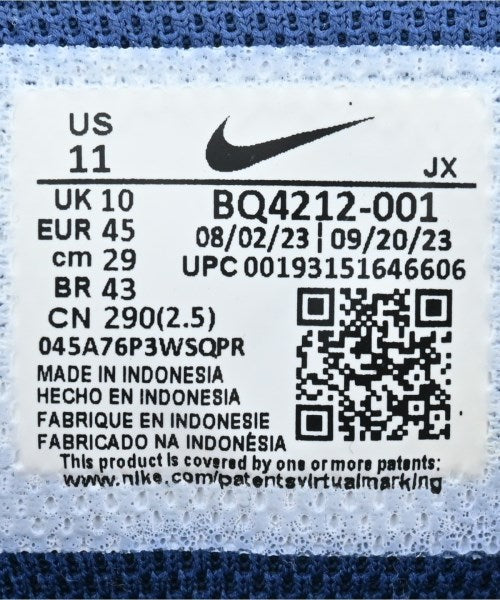 US
11
JX
UK 10
EUR 45
cm 29
BR 43
CN 290(2.5)
BQ4212-001
08/02/23 | 09/20/23
UPC 00193151646606
045A76P3WSQPR
MADE IN INDONESIA
HECHO EN INDONESIA
FABRIQUE EN INDONESIE
FABRICADO NA INDONÉSIA
This product is covered by one or more patents:
www.nike.com/patentsvirtualmarking